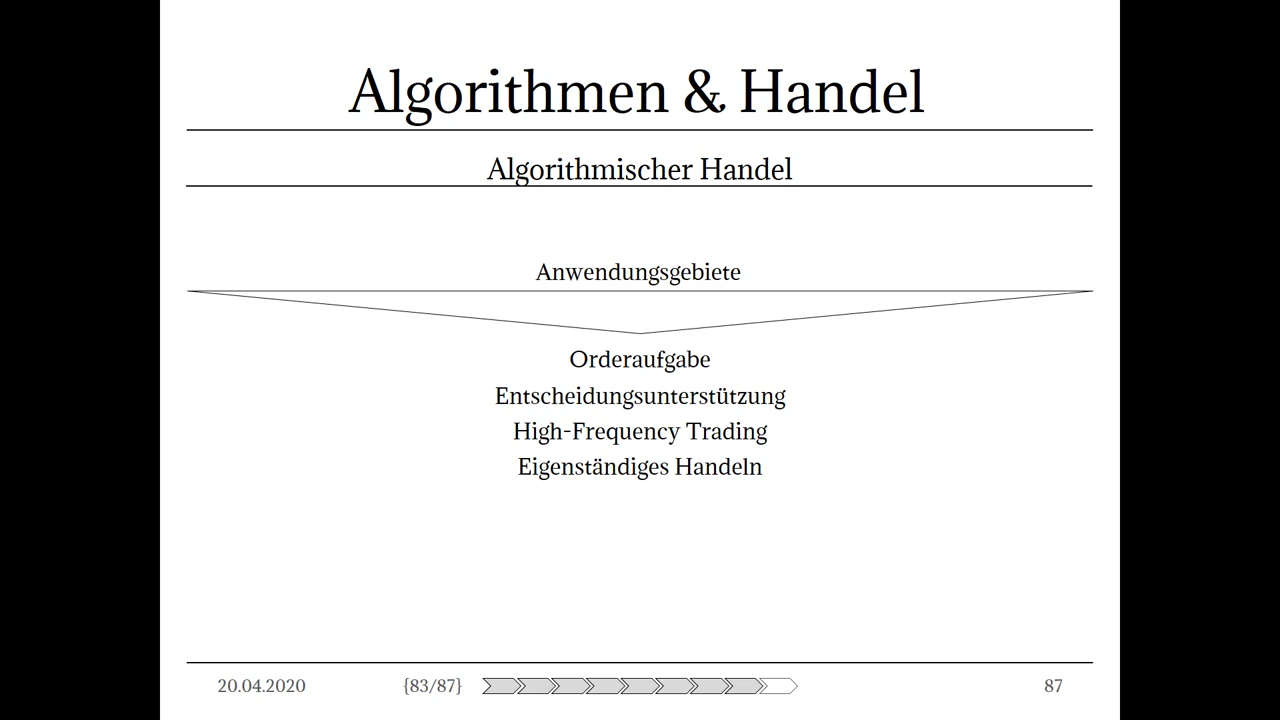 Algorithmen & Handel
Algorithmischer Handel
Anwendungsgebiete
Orderaufgabe
Entscheidungsunterstützung
High-Frequency Trading
Eigenständiges Handeln
20.04.2020 {83/87} 87